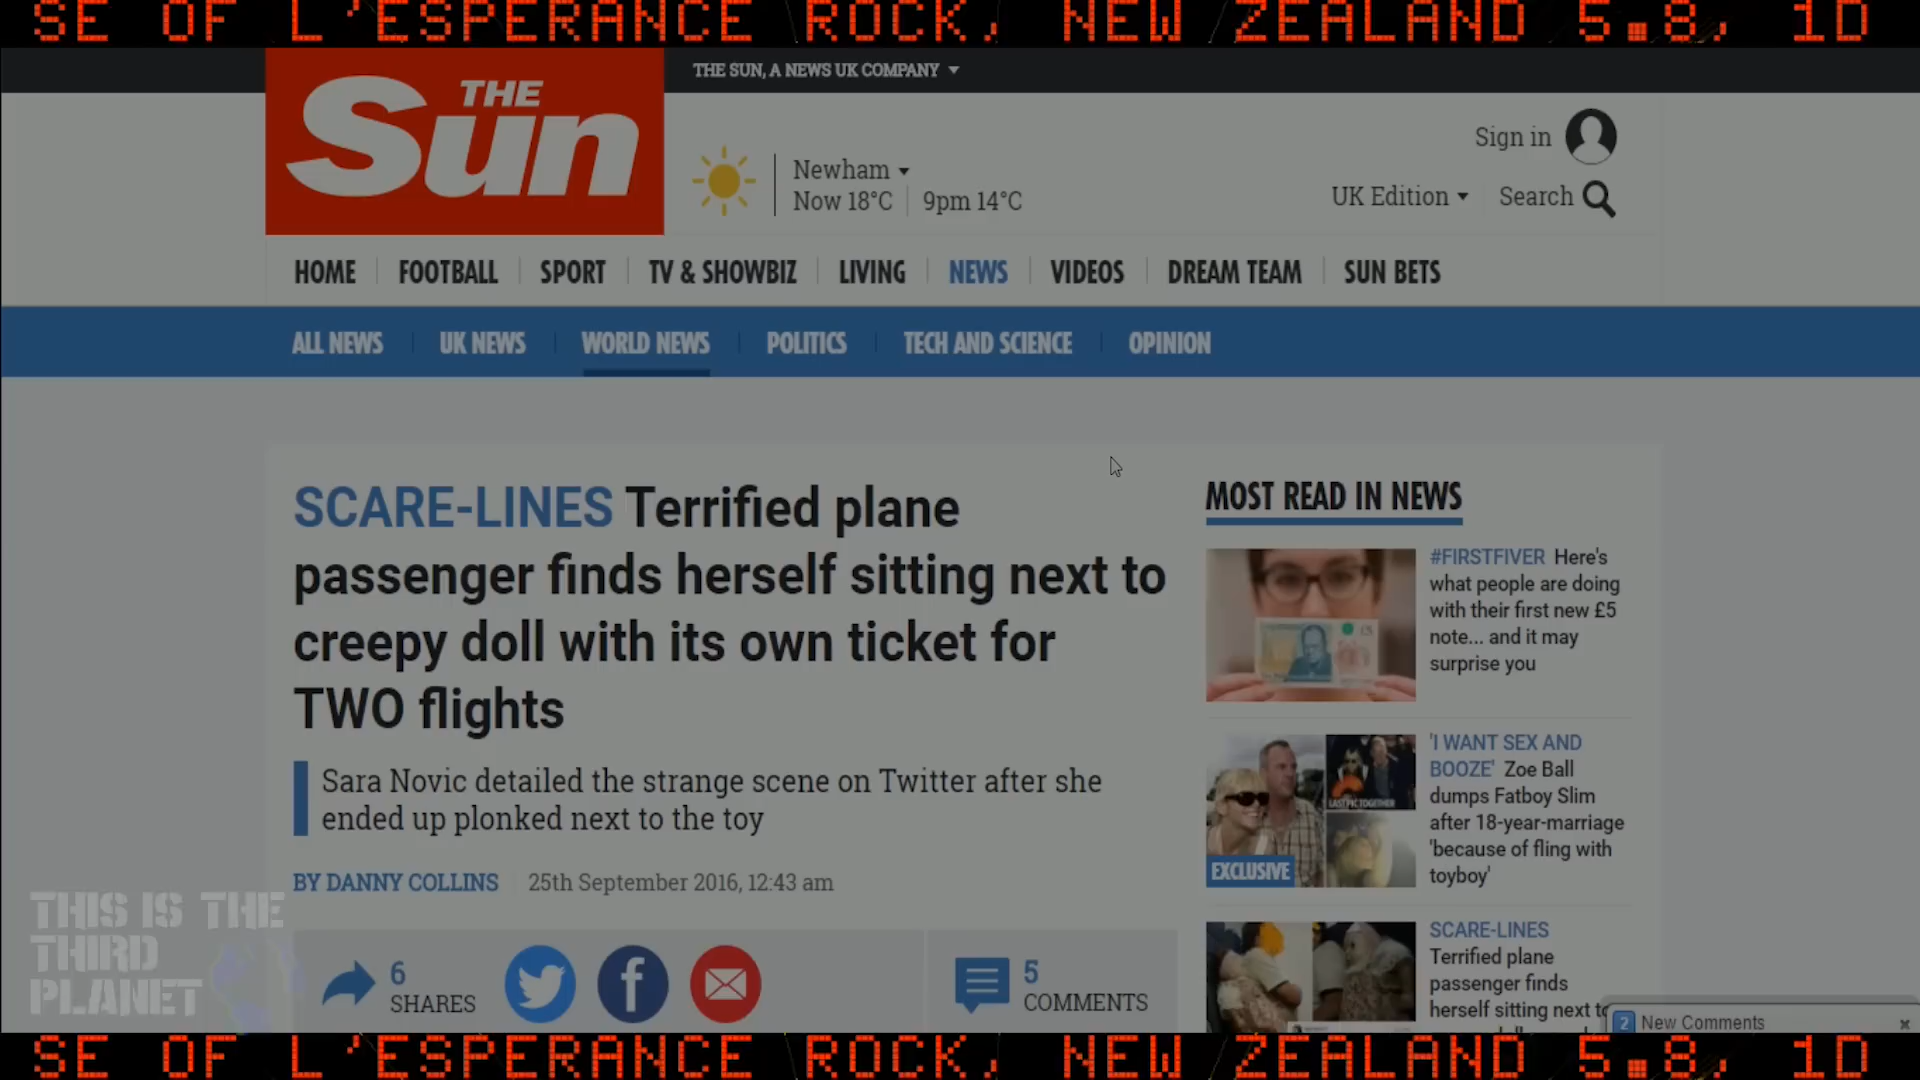 SE OF L'ESPERANCE ROCK, NEW ZEALAND 5.8, 1D
THE SUN, A NEWS UK COMPANY
THE
Sun
Sign in
Newham
Now 18°C
9pm 14°C
UK Edition
Search
HOME
FOOTBALL
SPORT
TV & SHOWBIZ
LIVING
NEWS
VIDEOS
DREAM TEAM
SUN BETS
ALL NEWS
UK NEWS
WORLD NEWS
POLITICS
TECH AND SCIENCE
OPINION
SCARE-LINES Terrified plane
passenger finds herself sitting next to
creepy doll with its own ticket for
TWO flights
Sara Novic detailed the strange scene on Twitter after she
ended up plonked next to the toy
BY DANNY COLLINS
25th September 2016, 12:43 am
6
SHARES
5
COMMENTS
MOST READ IN NEWS
#FIRSTFIVER Here's
what people are doing
with their first new £5
note... and it may
surprise you
'I WANT SEX AND
BOOZE' Zoe Ball
dumps Fatboy Slim
after 18-year-marriage
'because of fling with
toyboy'
LAST PIC TOGETHER
EXCLUSIVE
SCARE-LINES
Terrified plane
passenger finds
herself sitting next to
2 New Comments
THIS IS THE
THIRD
PLANET
SE OF L'ESPERANCE ROCK, NEW ZEALAND 5.8, 1D